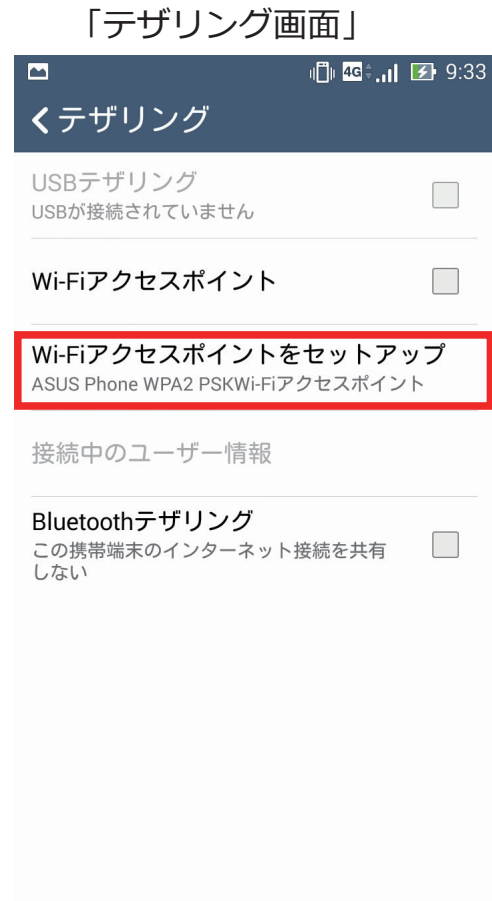 「テザリング画面」
4G 9:33
テザリング
USBテザリング
USBが接続されていません
Wi-Fiアクセスポイント
Wi-Fiアクセスポイントをセットアップ
ASUS Phone WPA2 PSKWi-Fiアクセスポイント
接続中のユーザー情報
Bluetoothテザリング
この携帯端末のインターネット接続を共有
しない